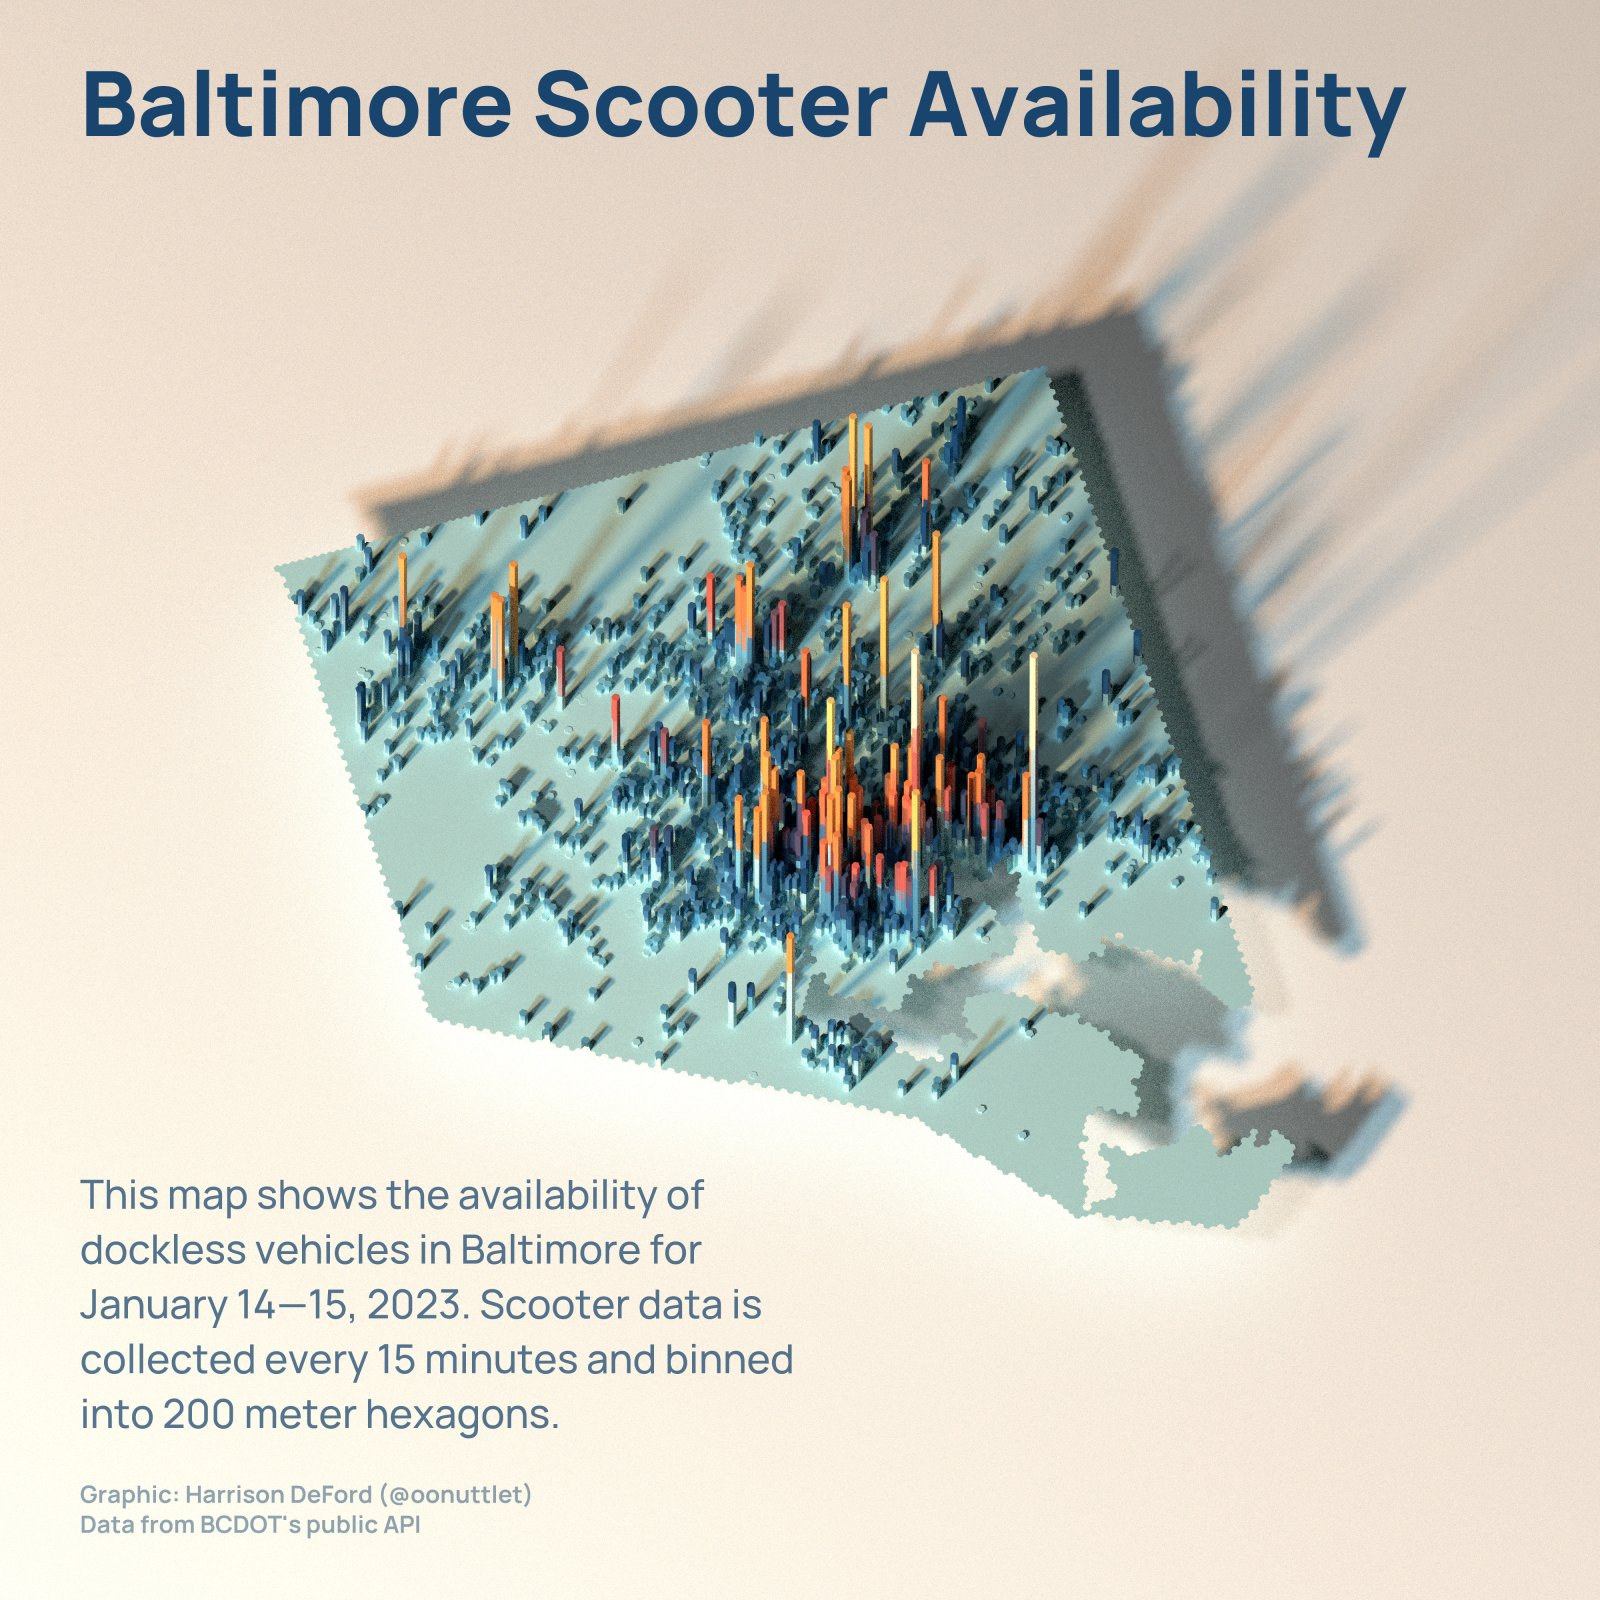 Baltimore Scooter Availability
This map shows the availability of
dockless vehicles in Baltimore for
January 14—15, 2023. Scooter data is
collected every 15 minutes and binned
into 200 meter hexagons.
Graphic: Harrison DeFord (@oonuttlet)
Data from BCDOT's public API